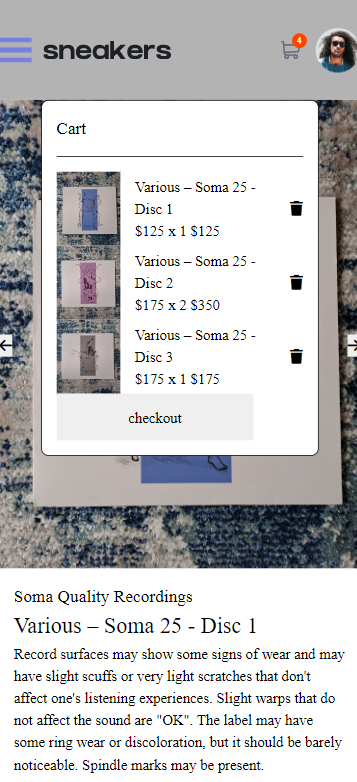 sneakers
4
Cart
Various – Soma 25 -
Disc 1
$125 x 1 $125
Various – Soma 25 -
Disc 2
$175 x 2 $350
Various – Soma 25 -
Disc 3
$175 x 1 $175
checkout
Soma Quality Recordings
Various – Soma 25 - Disc 1
Record surfaces may show some signs of wear and may
have slight scuffs or very light scratches that don't
affect one's listening experiences. Slight warps that do
not affect the sound are "OK". The label may have
some ring wear or discoloration, but it should be barely
noticeable. Spindle marks may be present.